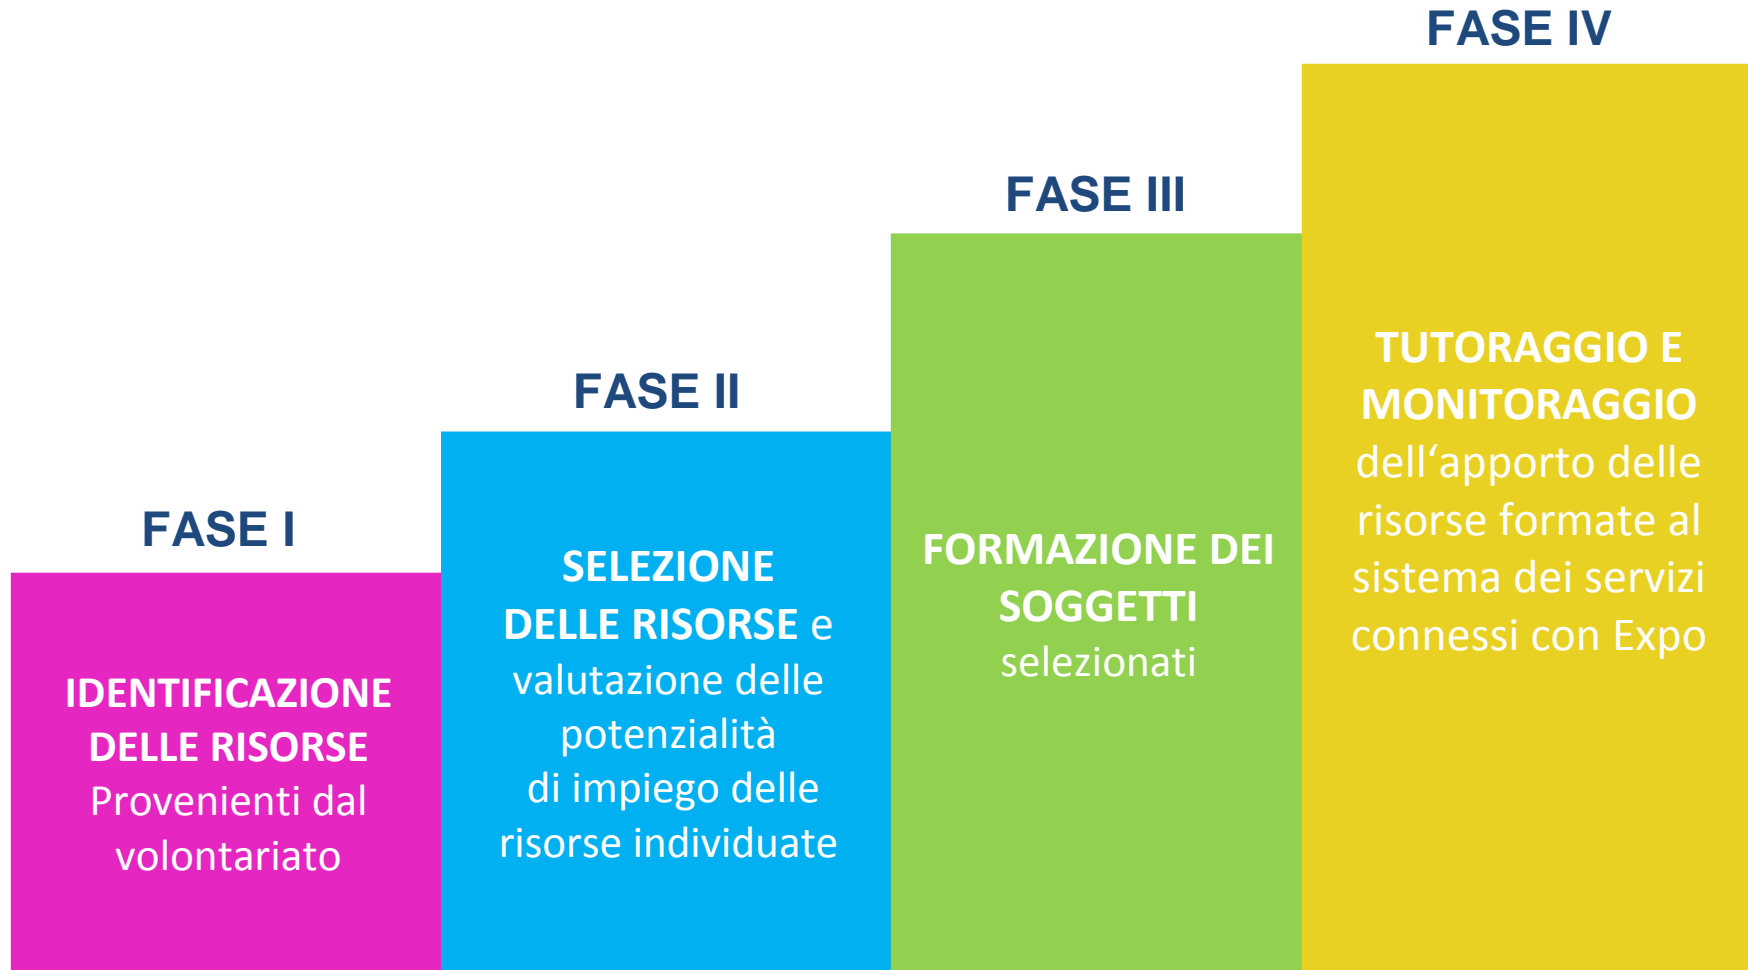 FASE I
IDENTIFICAZIONE
DELLE RISORSE
Provenienti dal
volontariato
FASE II
SELEZIONE
DELLE RISORSE e
valutazione delle
potenzialità
di impiego delle
risorse individuate
FASE III
FORMAZIONE DEI
SOGGETTI
selezionati
FASE IV
TUTORAGGIO E
MONITORAGGIO
dell‘apporto delle
risorse formate al
sistema dei servizi
connessi con Expo